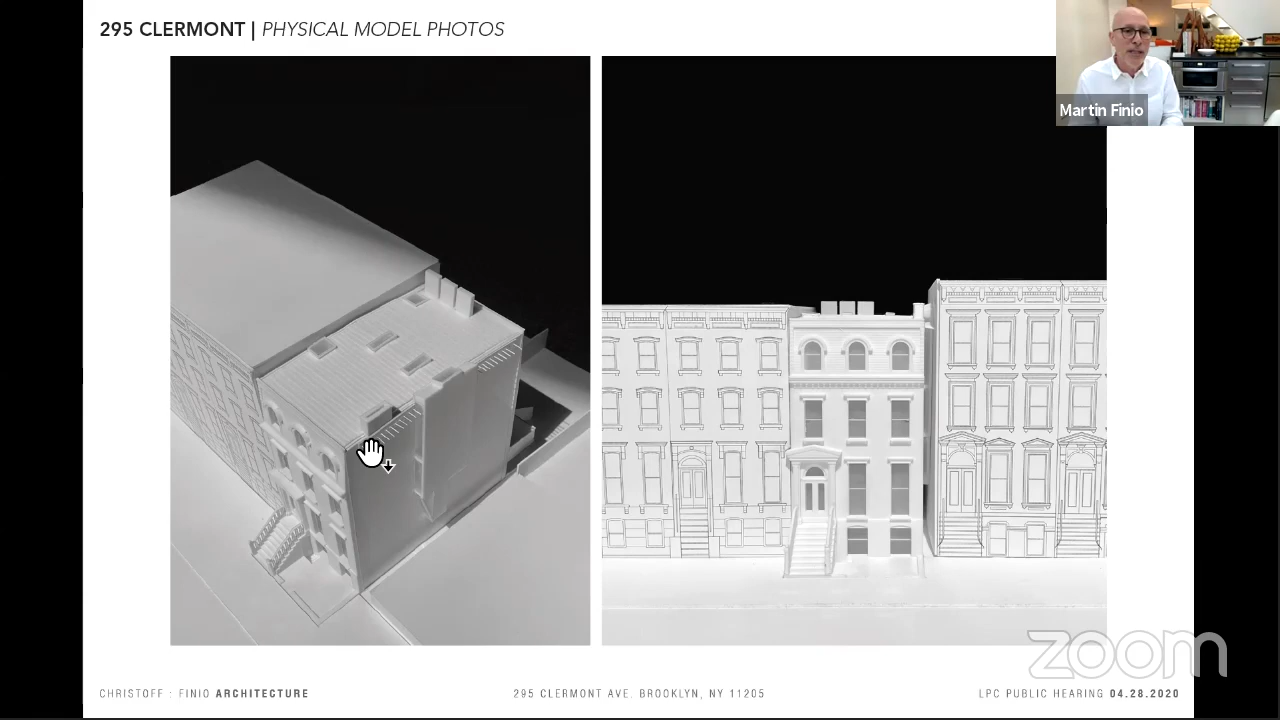 295 CLERMONT | PHYSICAL MODEL PHOTOS
Martin Finio
zoom
CHRISTOFF : FINIO ARCHITECTURE
295 CLERMONT AVE. BROOKLYN, NY 11205
LPC PUBLIC HEARING 04.28.2020